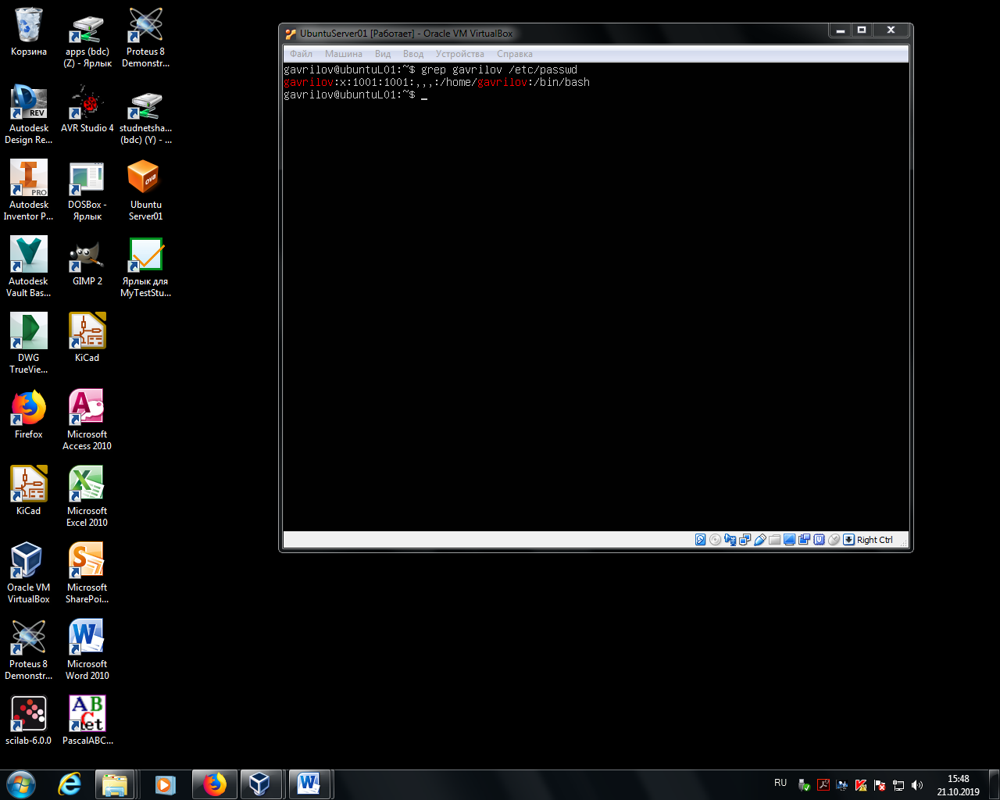 Корзина
apps (bdc)
(Z) - Ярлык
Proteus 8
Demonstr...
Autodesk
Design Re...
AVR Studio 4
studnetsha...
(bdc) (Y) - ...
Autodesk
Inventor P...
DOSBox -
Ярлык
Ubuntu
Server01
Autodesk
Vault Bas...
GIMP 2
Ярлык для
MyTestStu...
DWG
TrueVie...
KiCad
Firefox
Microsoft
Access 2010
KiCad
Microsoft
Excel 2010
Oracle VM
VirtualBox
Microsoft
SharePoi...
Proteus 8
Demonstr...
Microsoft
Word 2010
scilab-6.0.0
PascalABC...
REV
PRO
ova
UbuntuServer01 [Работает] - Oracle VM VirtualBox
Файл Машина Вид Ввод Устройства Справка
gavrilov@ubuntuL01:~$ grep gavrilov /etc/passwd
gavrilov:x:1001:1001:,,,:/home/gavrilov:/bin/bash
gavrilov@ubuntuL01:~$ _
Right Ctrl
RU
15:48
21.10.2019